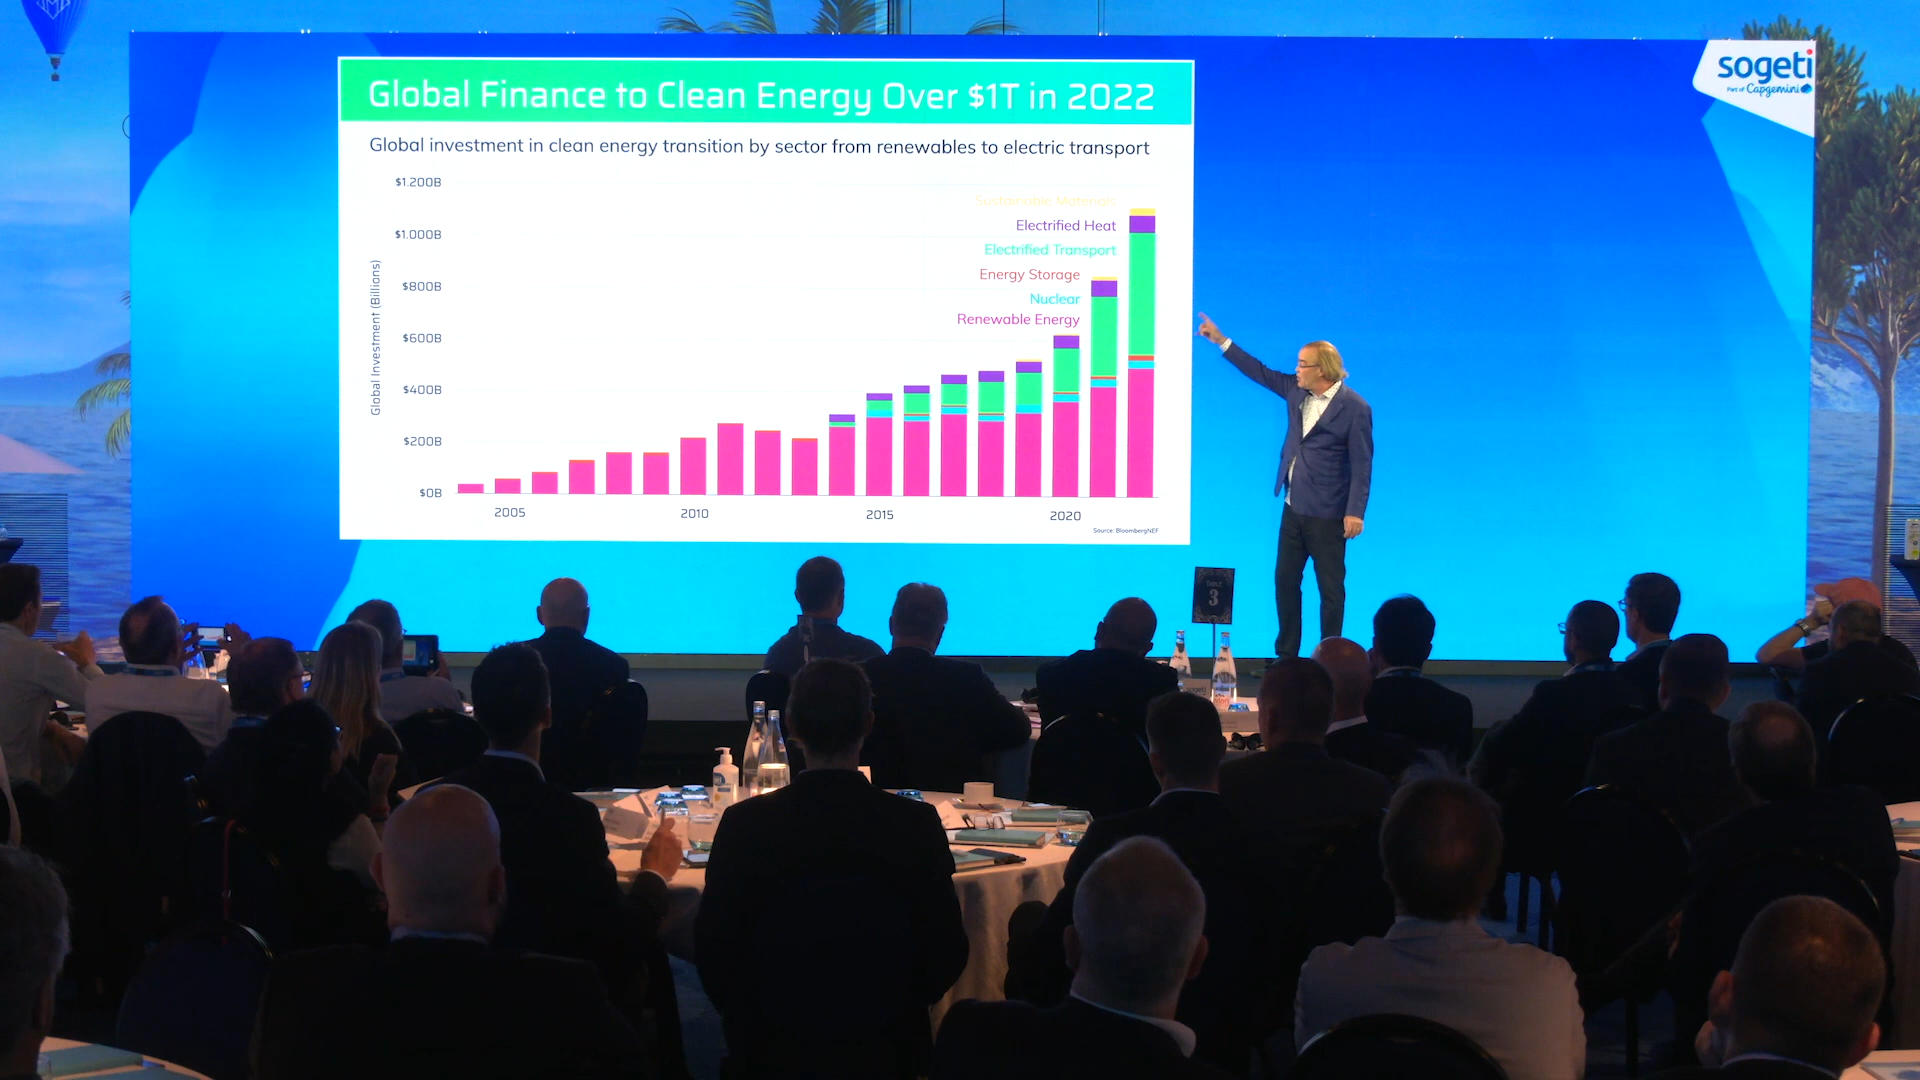 Global Finance to Clean Energy Over $1T in 2022
sogeti
Part of Capgemini
Global investment in clean energy transition by sector from renewables to electric transport
$1.200B
$1.000B
$800B
$600B
$400B
$200B
$0B
Global Investment (Billions)
Sustainable Materials
Electrified Heat
Electrified Transport
Energy Storage
Nuclear
Renewable Energy
2005
2010
2015
2020
Source: BloombergNEF
TABLE
3
sogeti